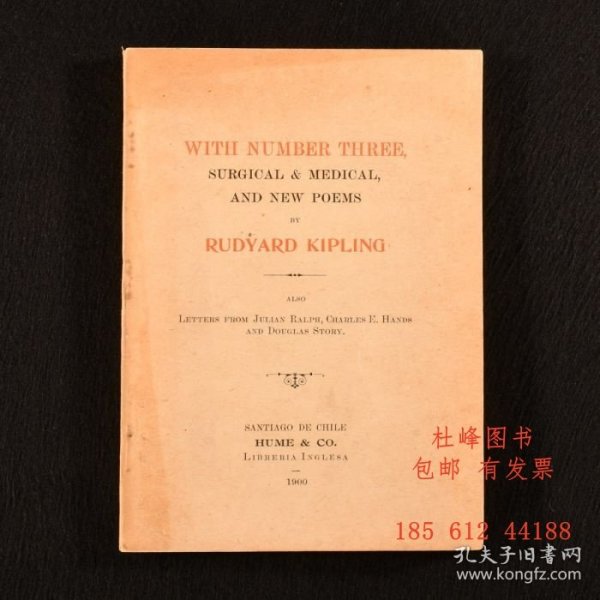 WITH NUMBER THREE,
SURGICAL & MEDICAL,
AND NEW POEMS
BY
RUDYARD KIPLING
ALSO
LETTERS FROM JULIAN RALPH, CHARLES E. HANDS
AND DOUGLAS STORY.
SANTIAGO DE CHILE
HUME & CO.
LIBRERIA INGLESA
1900
杜峰图书
包邮 有发票
185 612 44188
孔夫子旧书网
www.kongfz.com